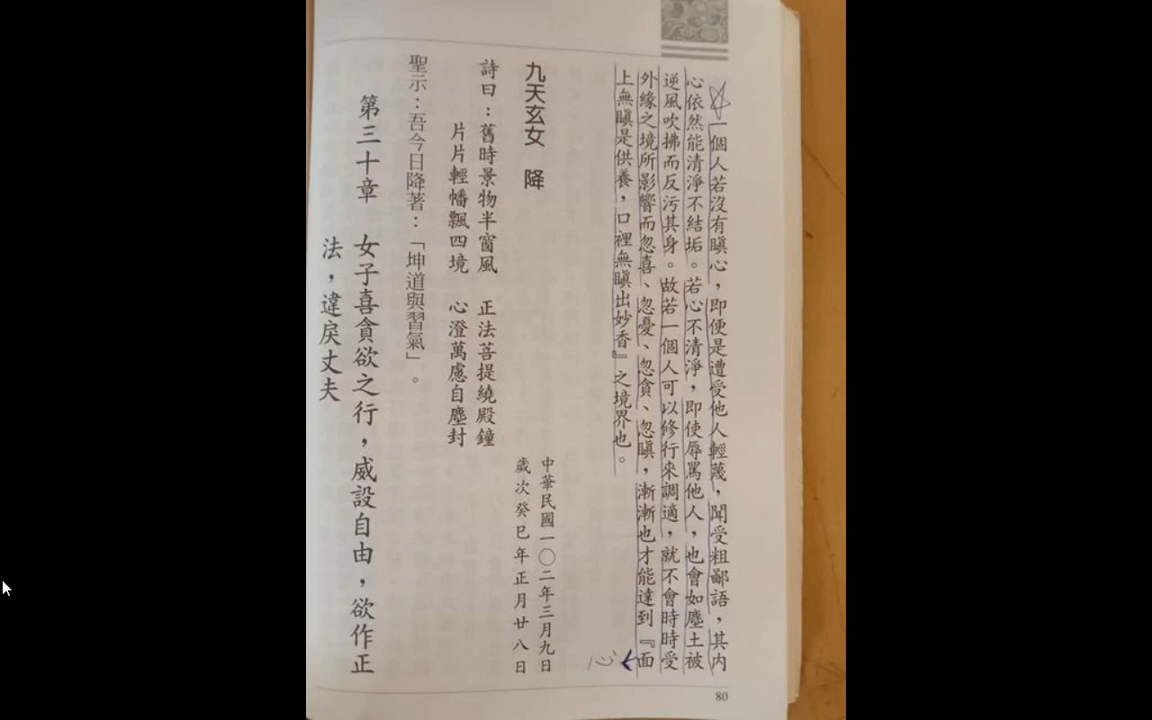 一個人若沒有瞋心，即便是遭受他人輕蔑，聞受粗鄙語，其內
心依然能清淨不結垢。若心不清淨，即使辱罵他人，也會如塵土被
逆風吹拂而反污其身。故若一個人可以修行來調適，就不會時時受
外緣之境所影響而忽喜、忽憂、忽貪、忽瞋，漸漸也才能達到『面
上無瞋是供養，口裡無瞋出妙香』之境界也。
心
中華民國一〇二年三月九日
歲次癸巳年正月廿八日
九天玄女 降
詩曰：舊時景物半窗風 正法菩提繞殿鐘
片片輕幡飄四境 心澄萬慮自塵封
聖示：吾今日降著：「坤道與習氣」。
第三十章 女子喜貪欲之行，威設自由，欲作正
法，違戾丈夫
80